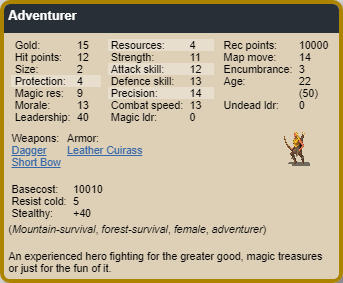 Adventurer
Gold: 15 Resources: 4 Rec points: 10000
Hit points: 12 Strength: 11 Map move: 14
Size: 2 Attack skill: 12 Encumbrance: 3
Protection: 4 Defence skill: 13 Age: 22
Magic res: 9 Precision: 14 (50)
Morale: 13 Combat speed: 13 Undead ldr: 0
Leadership: 40 Magic ldr: 0
Weapons: Armor:
Dagger Leather Cuirass
Short Bow
Basecost: 10010
Resist cold: 5
Stealthy: +40
(Mountain-survival, forest-survival, female, adventurer)
An experienced hero fighting for the greater good, magic treasures
or just for the fun of it.